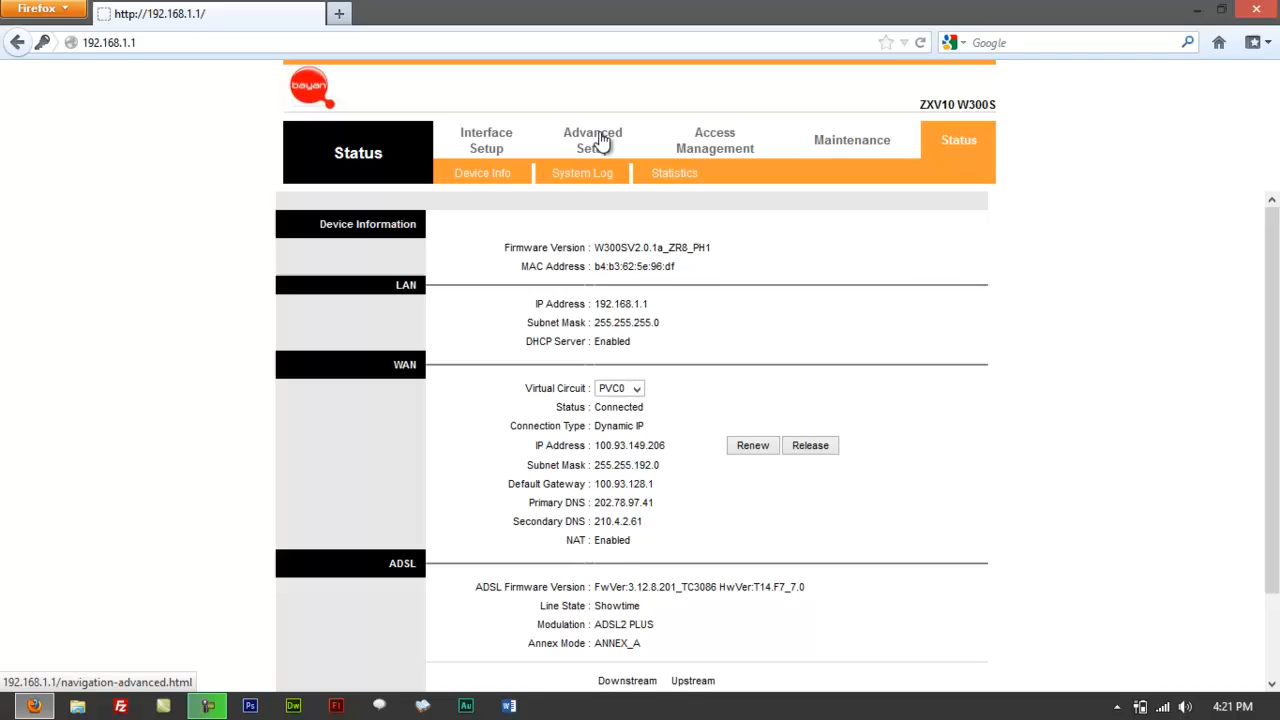 Firefox
http://192.168.1.1/
192.168.1.1
Google
bayan
ZXV10 W300S
Status
Interface Setup
Advanced Setup
Access Management
Maintenance
Status
Device Info
System Log
Statistics
Device Information
Firmware Version : W300SV2.0.1a_ZR8_PH1
MAC Address : b4:b3:62:5e:96:df
LAN
IP Address : 192.168.1.1
Subnet Mask : 255.255.255.0
DHCP Server : Enabled
WAN
Virtual Circuit : PVC0
Status : Connected
Connection Type : Dynamic IP
IP Address : 100.93.149.206 Renew Release
Subnet Mask : 255.255.192.0
Default Gateway : 100.93.128.1
Primary DNS : 202.78.97.41
Secondary DNS : 210.4.2.61
NAT : Enabled
ADSL
ADSL Firmware Version : FwVer:3.12.8.201_TC3086 HwVer:T14.F7_7.0
Line State : Showtime
Modulation : ADSL2 PLUS
Annex Mode : ANNEX_A
Downstream Upstream
192.168.1.1/navigation-advanced.html
Fz
Ps
Dw
Fl
Au
W
4:21 PM